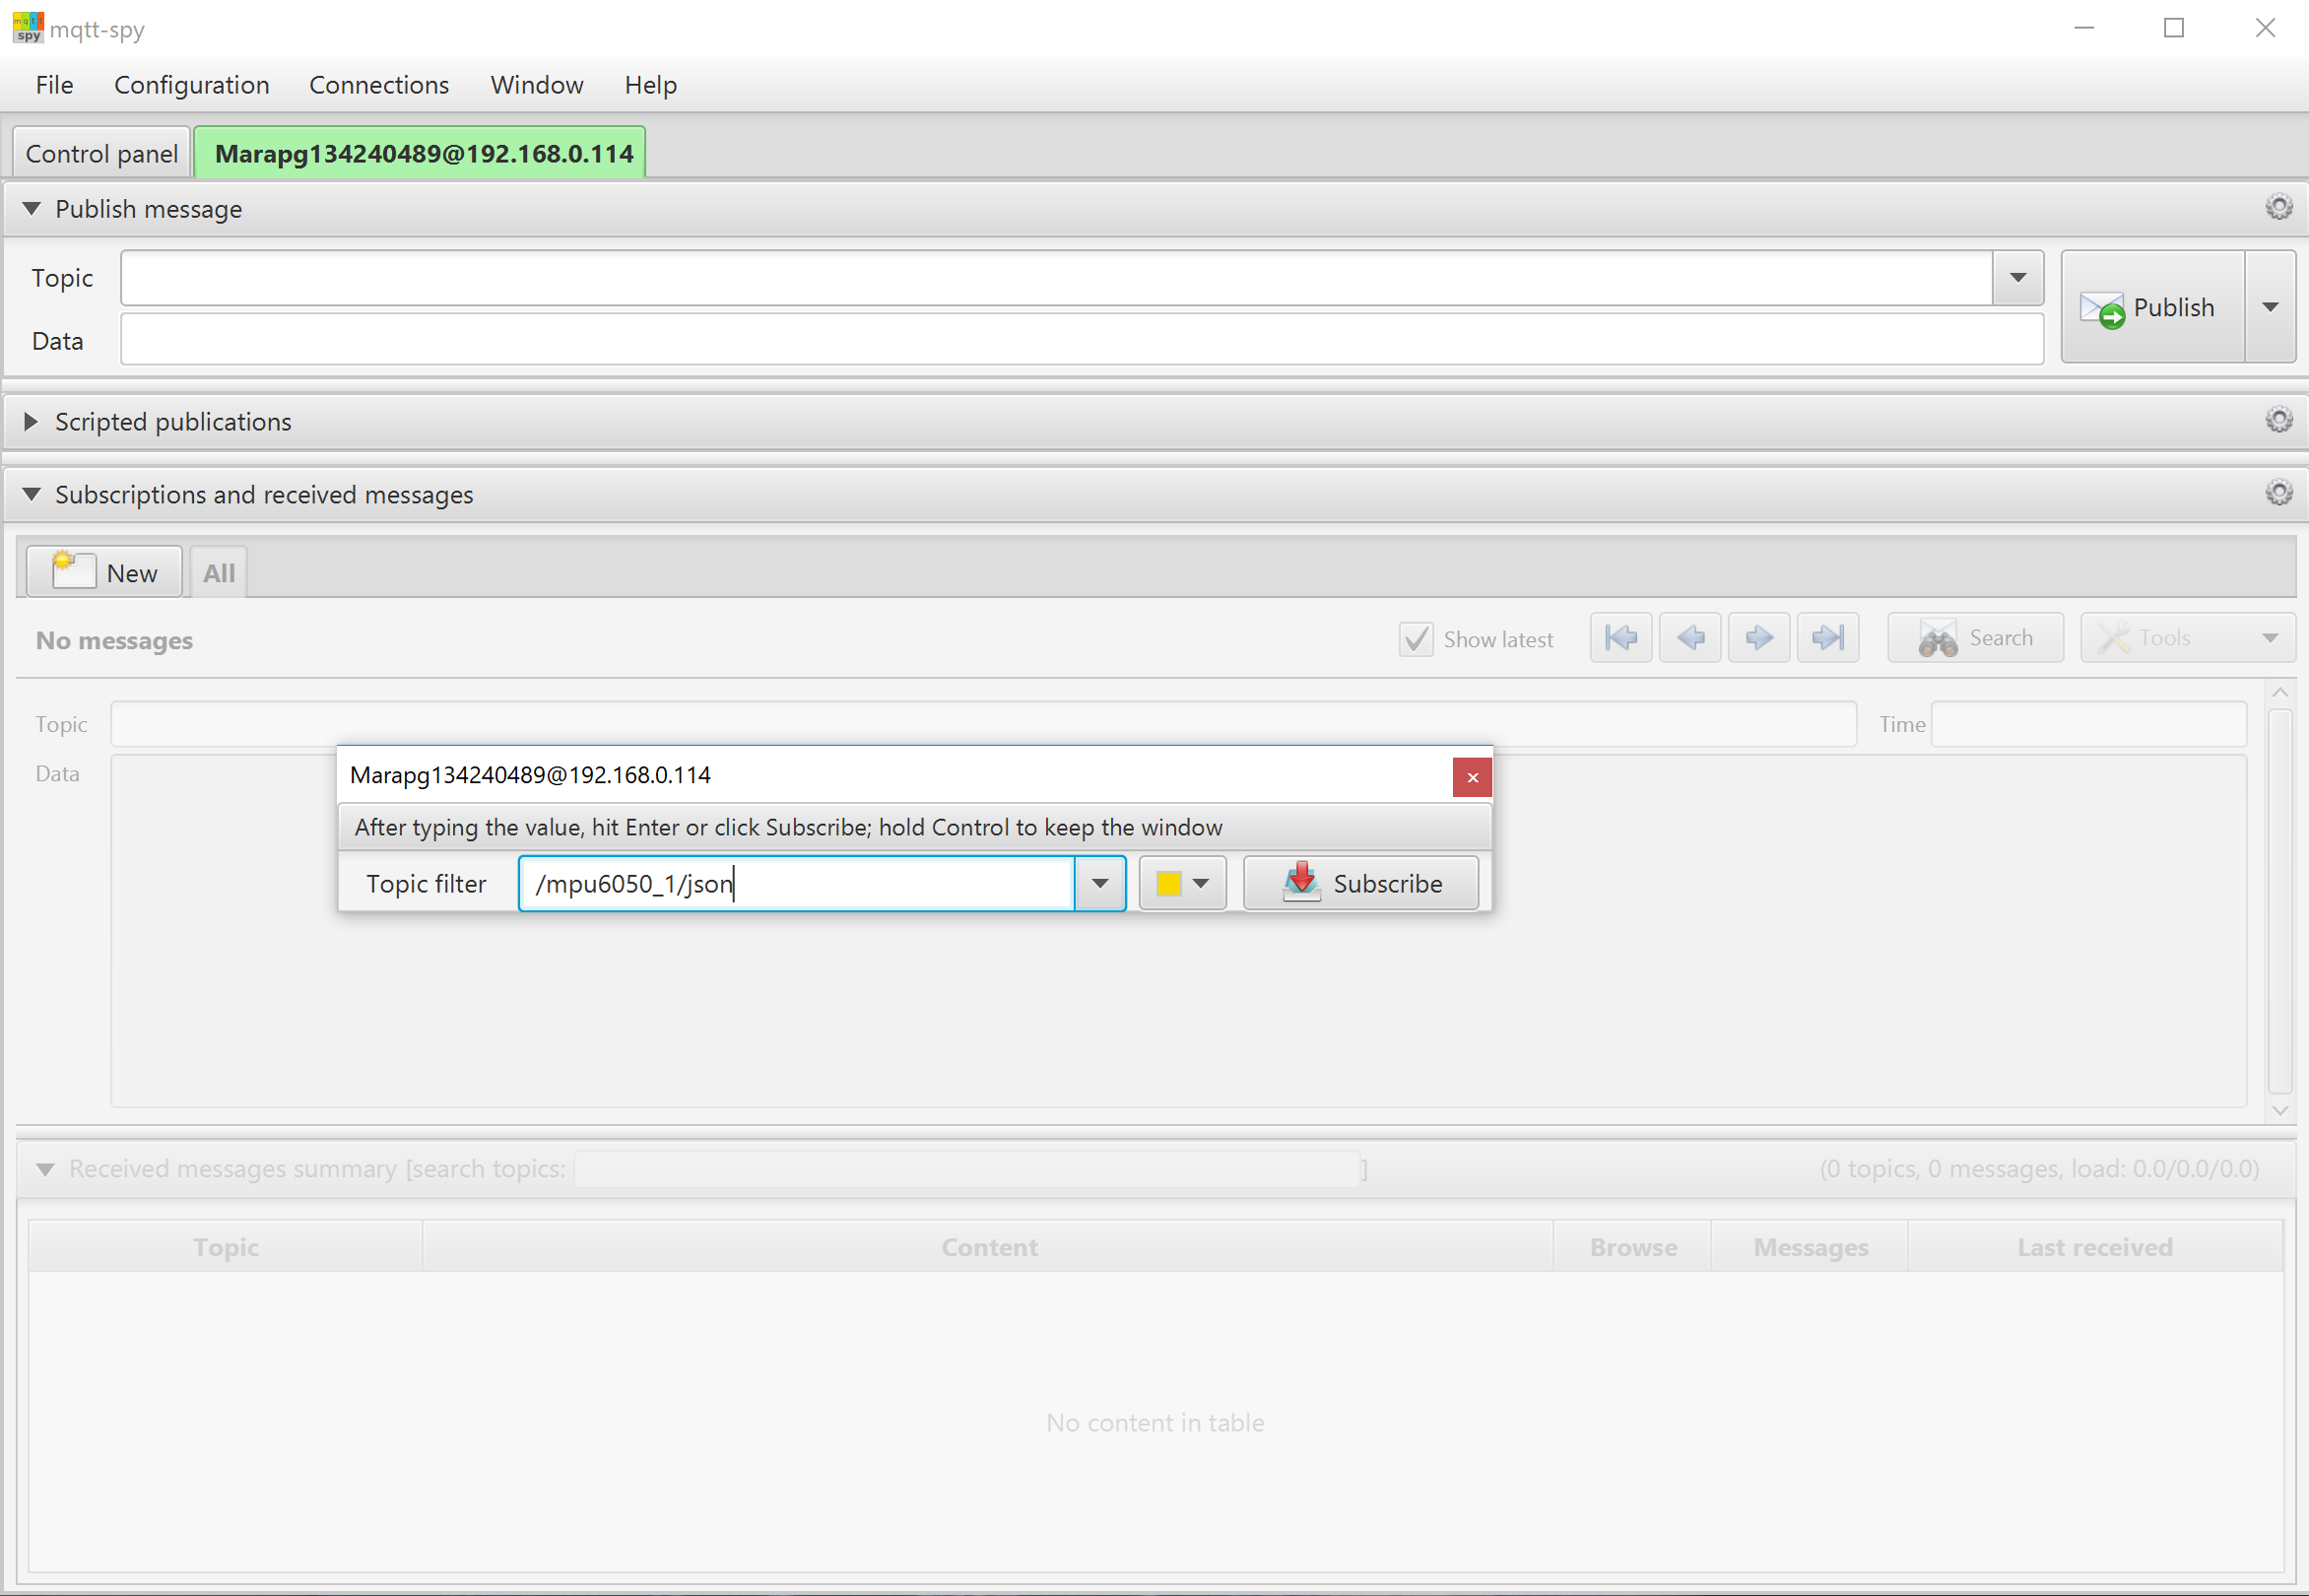 mqtt-spy
File Configuration Connections Window Help
Control panel Marapg134240489@192.168.0.114
Publish message
Topic
Data
Publish
Scripted publications
Subscriptions and received messages
New All
No messages Show latest Search Tools
Topic Time
Data
Marapg134240489@192.168.0.114
After typing the value, hit Enter or click Subscribe; hold Control to keep the window
Topic filter /mpu6050_1/json Subscribe
Received messages summary [search topics: ] (0 topics, 0 messages, load: 0.0/0.0/0.0)
Topic Content Browse Messages Last received
No content in table